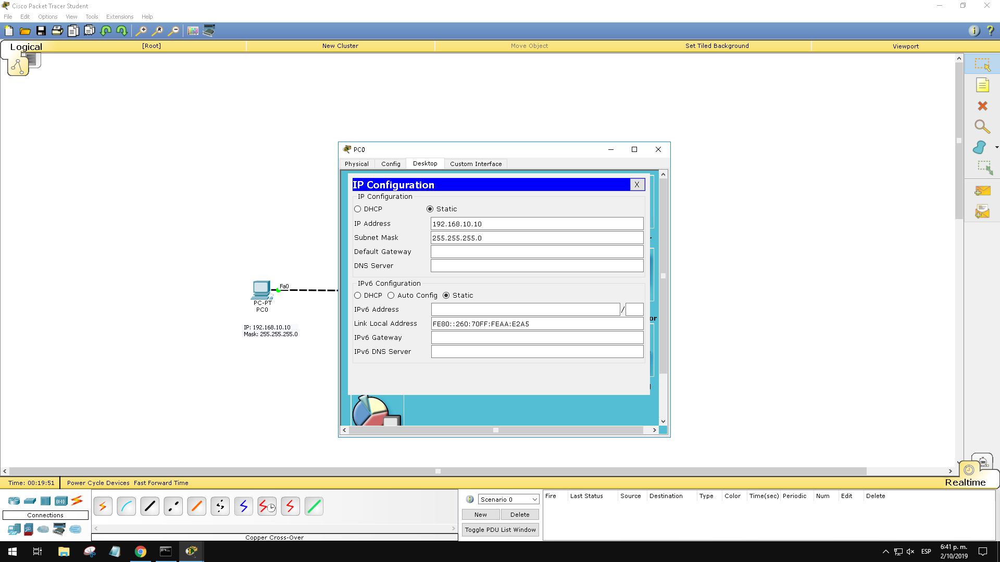 Cisco Packet Tracer Student
File Edit Options View Tools Extensions Help
Logical [Root] New Cluster Move Object Set Tiled Background Viewport
PC0
Physical Config Desktop Custom Interface
IP Configuration X
IP Configuration
DHCP Static
IP Address 192.168.10.10
Subnet Mask 255.255.255.0
Default Gateway
DNS Server
IPv6 Configuration
DHCP Auto Config Static
IPv6 Address /
Link Local Address FE80::260:70FF:FEAA:E2A5
IPv6 Gateway
IPv6 DNS Server
or
Fa0
PC-PT
PC0
IP: 192.168.10.10
Mask: 255.255.255.0
Time: 00:19:51 Power Cycle Devices Fast Forward Time Realtime
Connections
Copper Cross-Over
Scenario 0
New Delete
Toggle PDU List Window
Fire Last Status Source Destination Type Color Time(sec) Periodic Num Edit Delete
ESP
6:41 p. m.
2/10/2019